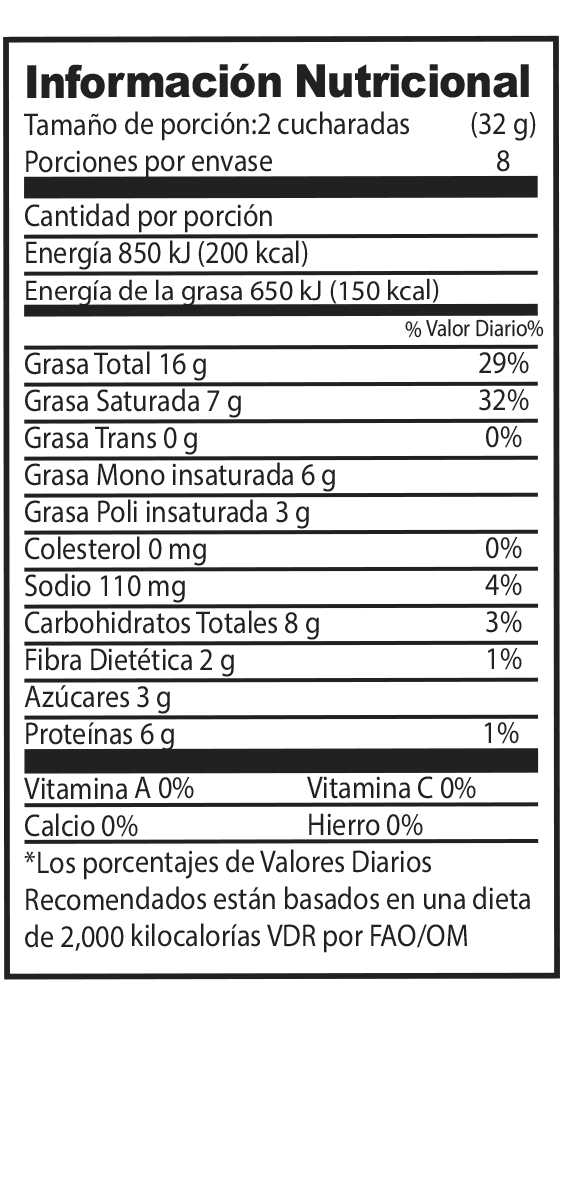 Información Nutricional
Tamaño de porción:2 cucharadas (32 g)
Porciones por envase 8
Cantidad por porción
Energía 850 kJ (200 kcal)
Energía de la grasa 650 kJ (150 kcal)
% Valor Diario%
Grasa Total 16 g 29%
Grasa Saturada 7 g 32%
Grasa Trans 0 g 0%
Grasa Mono insaturada 6 g
Grasa Poli insaturada 3 g
Colesterol 0 mg 0%
Sodio 110 mg 4%
Carbohidratos Totales 8 g 3%
Fibra Dietética 2 g 1%
Azúcares 3 g
Proteínas 6 g 1%
Vitamina A 0% Vitamina C 0%
Calcio 0% Hierro 0%
*Los porcentajes de Valores Diarios
Recomendados están basados en una dieta
de 2,000 kilocalorías VDR por FAO/OM